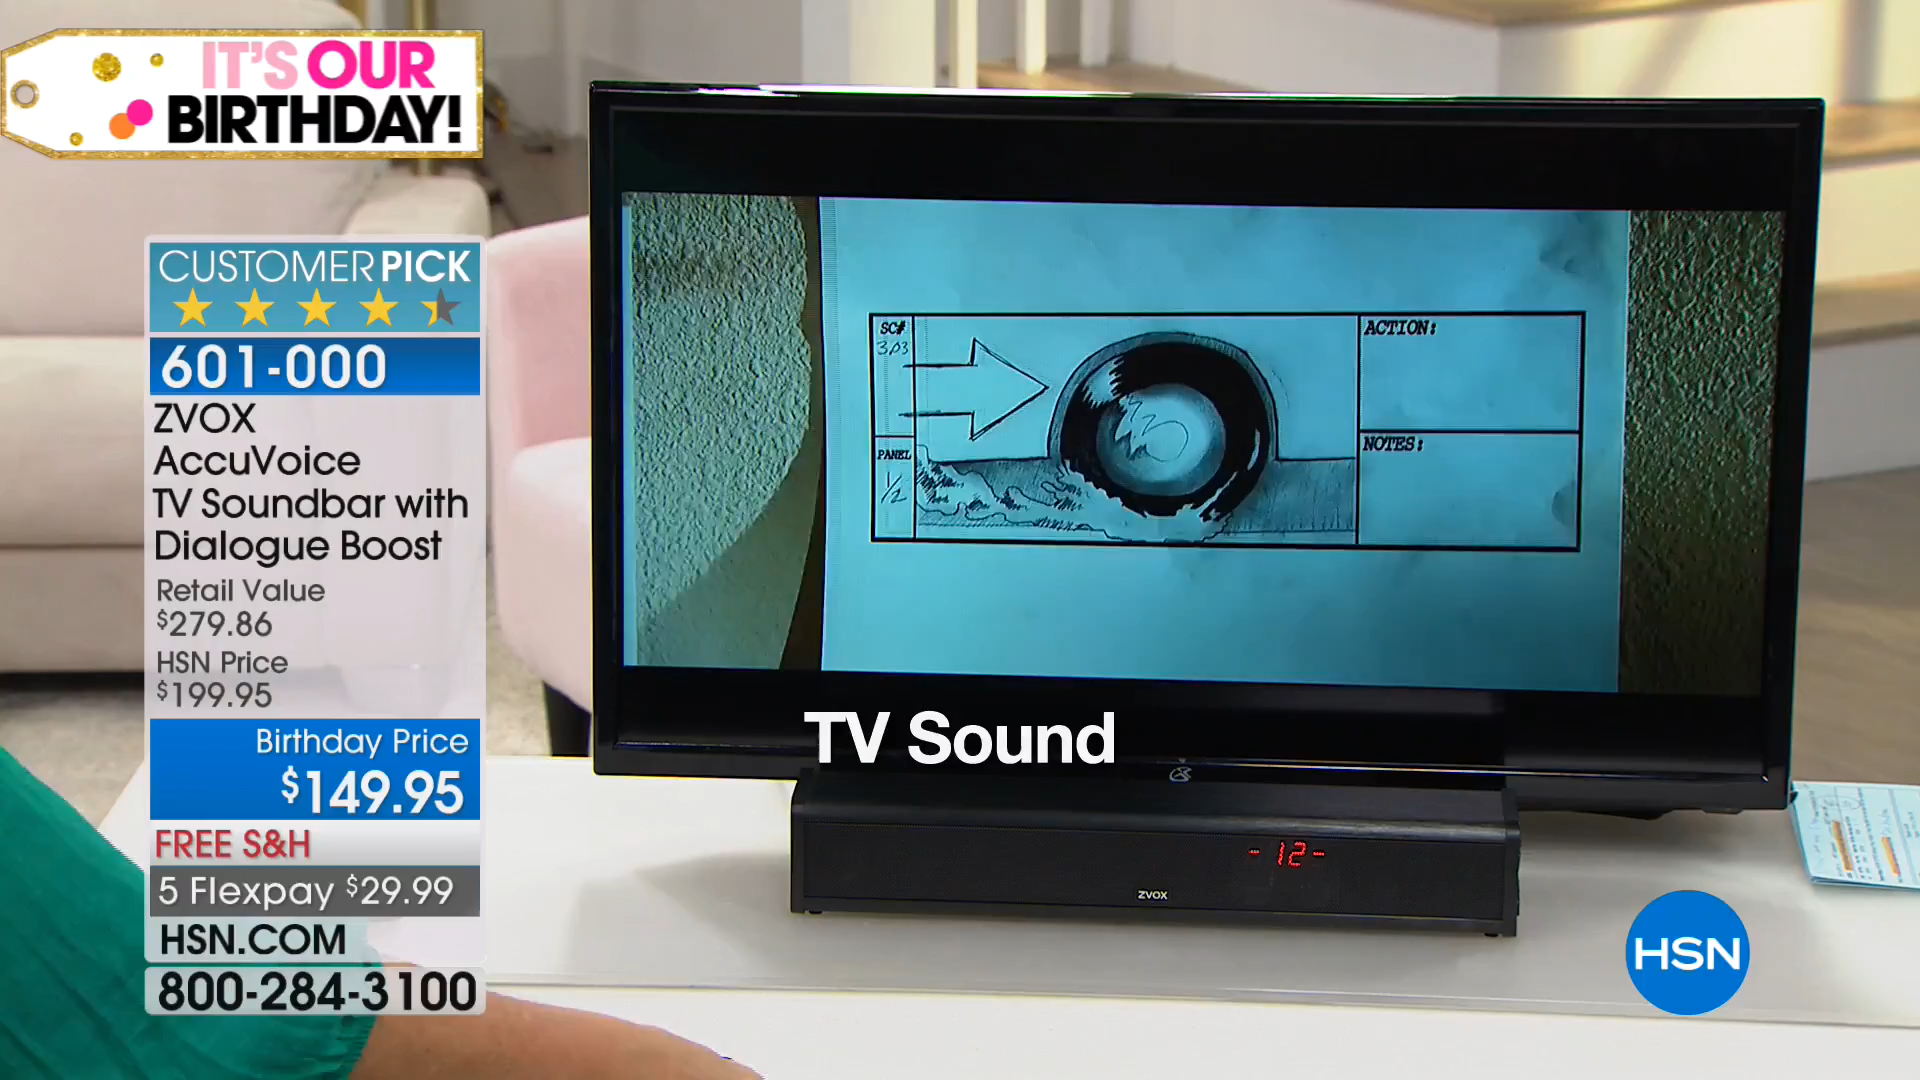 IT'S OUR
BIRTHDAY!
CUSTOMER PICK
601-000
ZVOX
AccuVoice
TV Soundbar with
Dialogue Boost
Retail Value
$279.86
HSN Price
$199.95
Birthday Price
$149.95
FREE S&H
5 Flexpay $29.99
HSN.COM
800-284-3100
SC#
3.03
PANEL
1/2
ACTION:
NOTES:
TV Sound
-12-
ZVOX
HSN